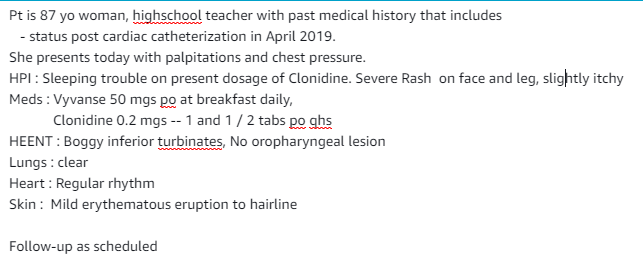 Pt is 87 yo woman, highschool teacher with past medical history that includes
- status post cardiac catheterization in April 2019.
She presents today with palpitations and chest pressure.
HPI : Sleeping trouble on present dosage of Clonidine. Severe Rash on face and leg, slightly itchy
Meds : Vyvanse 50 mgs po at breakfast daily,
Clonidine 0.2 mgs -- 1 and 1 / 2 tabs po qhs
HEENT : Boggy inferior turbinates, No oropharyngeal lesion
Lungs : clear
Heart : Regular rhythm
Skin : Mild erythematous eruption to hairline
Follow-up as scheduled